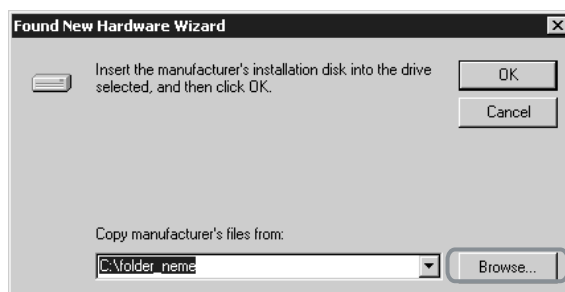 Found New Hardware Wizard
Insert the manufacturer's installation disk into the drive
selected, and then click OK.
OK
Cancel
Copy manufacturer's files from:
C:\folder_neme
Browse...